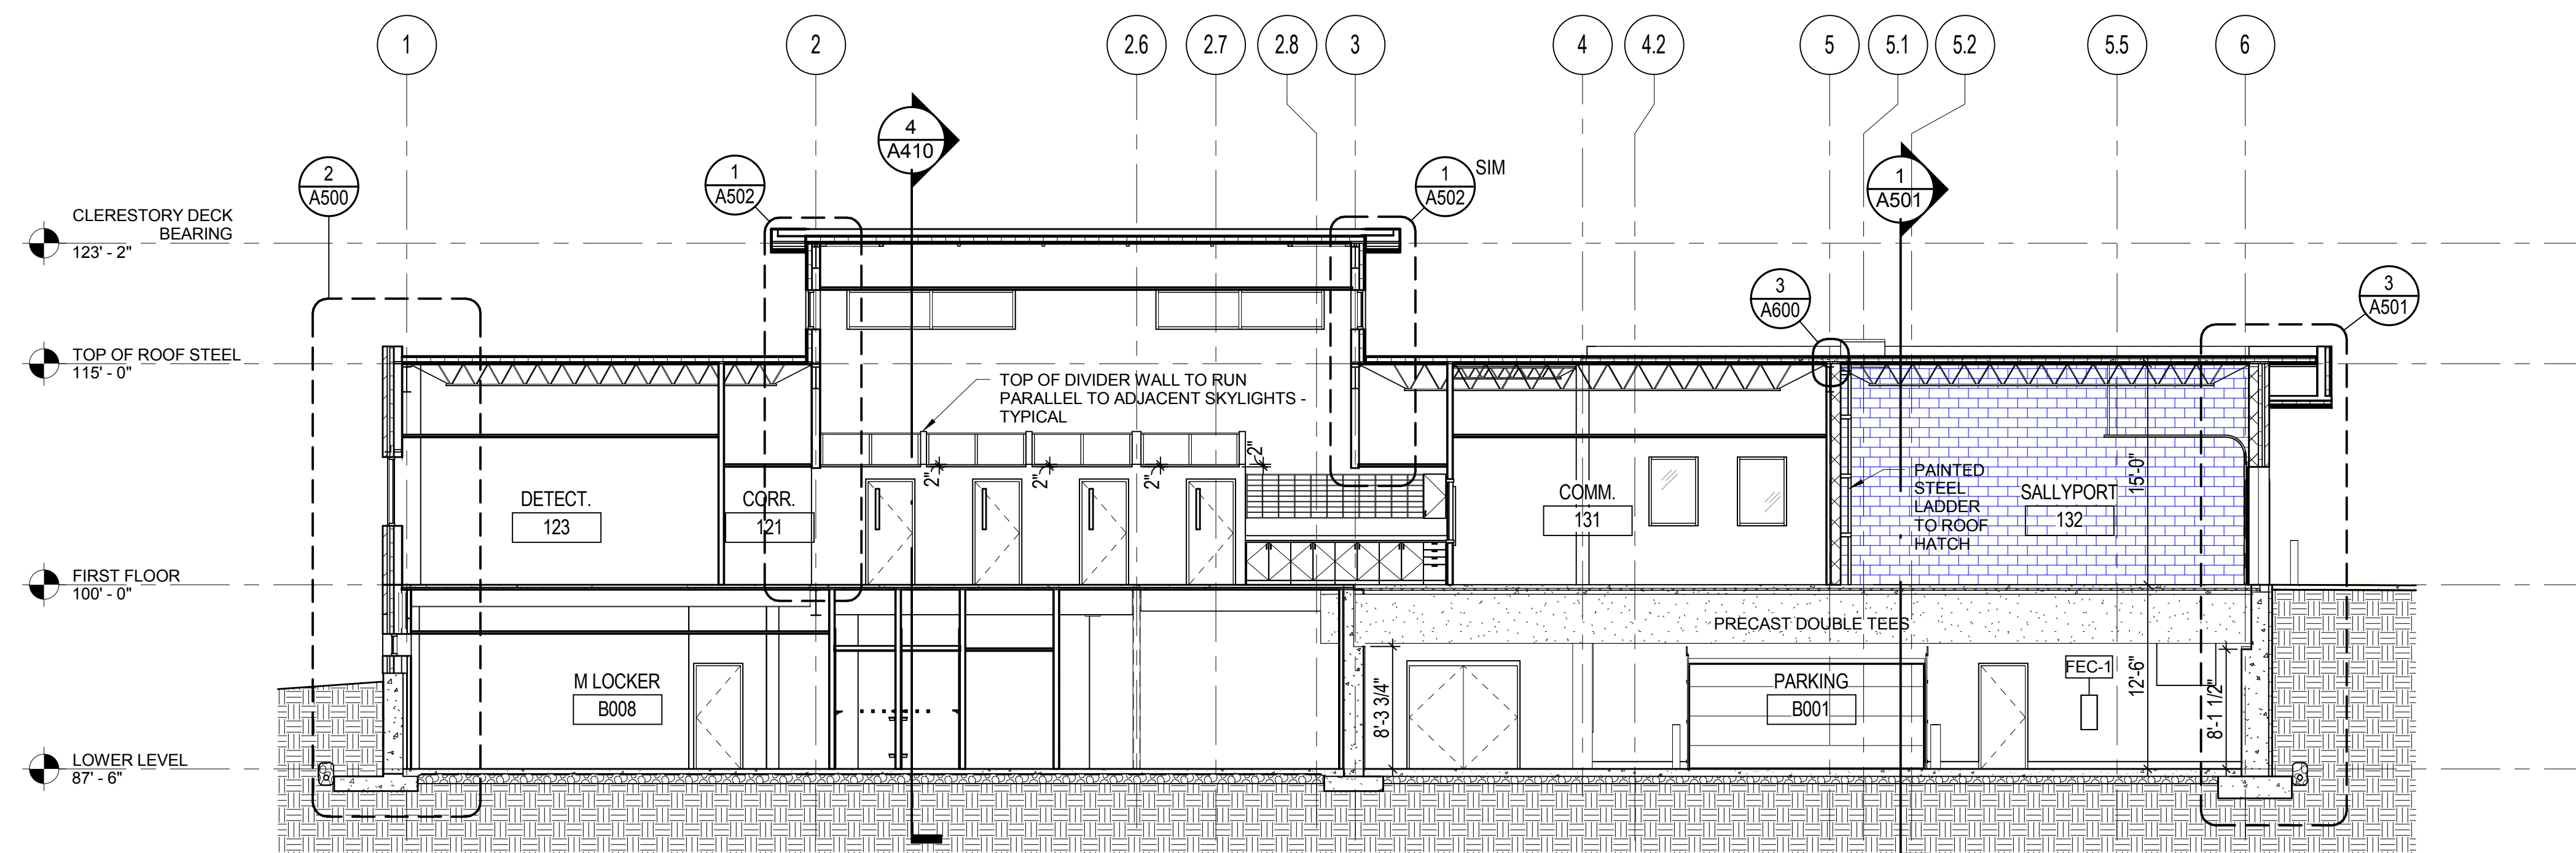 1
2
2.6
2.7
2.8
3
4
4.2
5
5.1
5.2
5.5
6
4
A410
1
A502
1
A502
SIM
1
A501
2
A500
3
A600
3
A501
CLERESTORY DECK
BEARING
123' - 2"
TOP OF ROOF STEEL
115' - 0"
TOP OF DIVIDER WALL TO RUN
PARALLEL TO ADJACENT SKYLIGHTS -
TYPICAL
2"
2"
2"
2"
DETECT.
123
CORR.
121
COMM.
131
PAINTED
STEEL
LADDER
TO ROOF
HATCH
SALLYPORT
132
15'-0"
FIRST FLOOR
100' - 0"
PRECAST DOUBLE TEES
M LOCKER
B008
8'-3 3/4"
PARKING
B001
FEC-1
12'-6"
8'-1 1/2"
LOWER LEVEL
87' - 6"